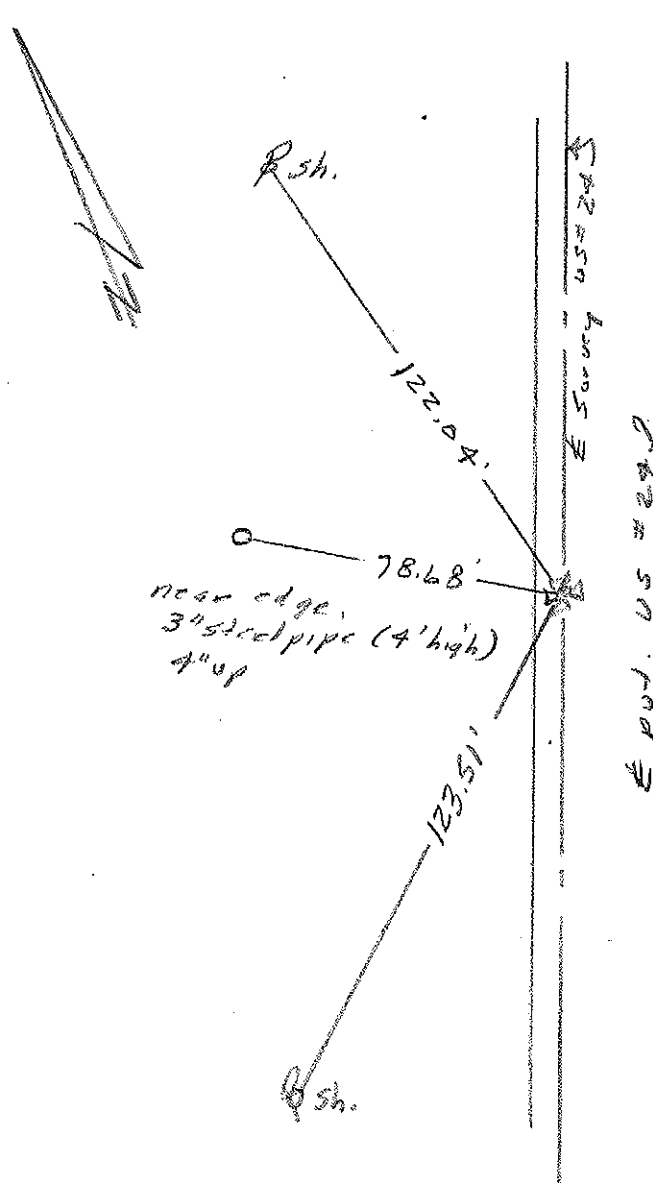 N
sh.
122.04'
℄ Survey US #24
78.68'
near edge,
3" steel pipe (4' high)
4" up
123.51'
sh.
℄ pvt. US #24